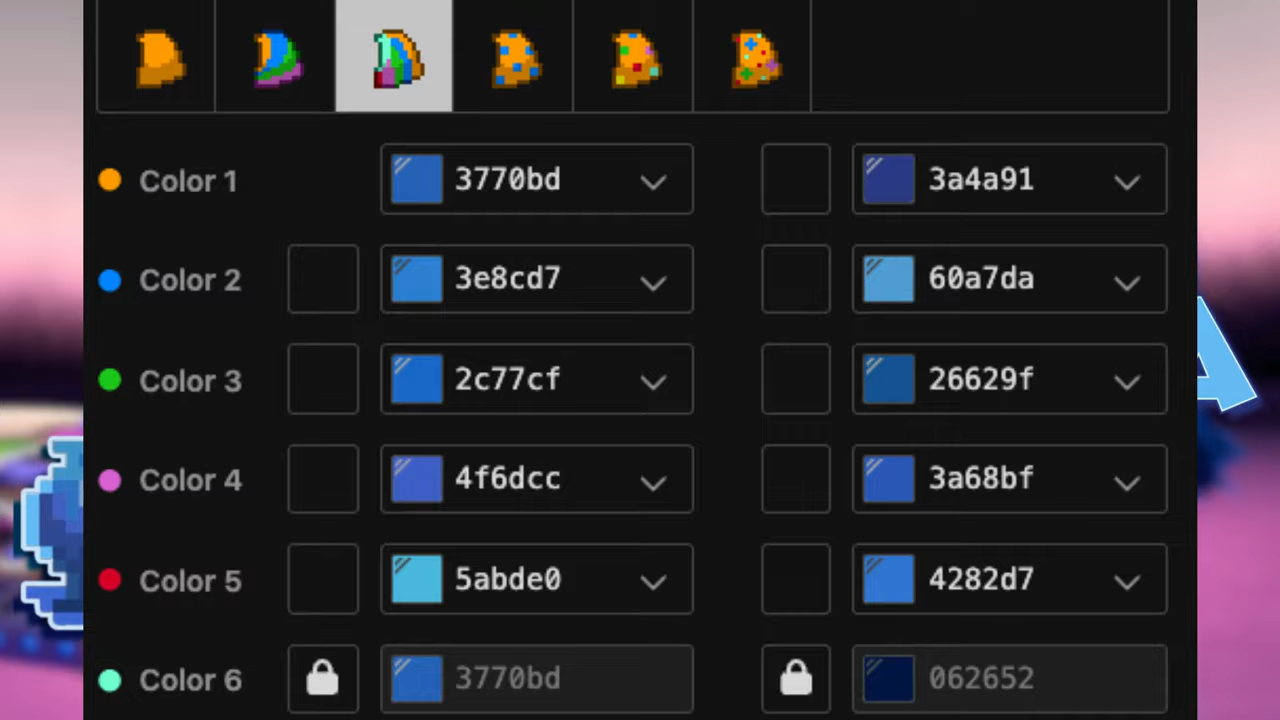 Color 1 3770bd 3a4a91
Color 2 3e8cd7 60a7da
Color 3 2c77cf 26629f
A
Color 4 4f6dcc 3a68bf
Color 5 5abde0 4282d7
Color 6 3770bd 062652